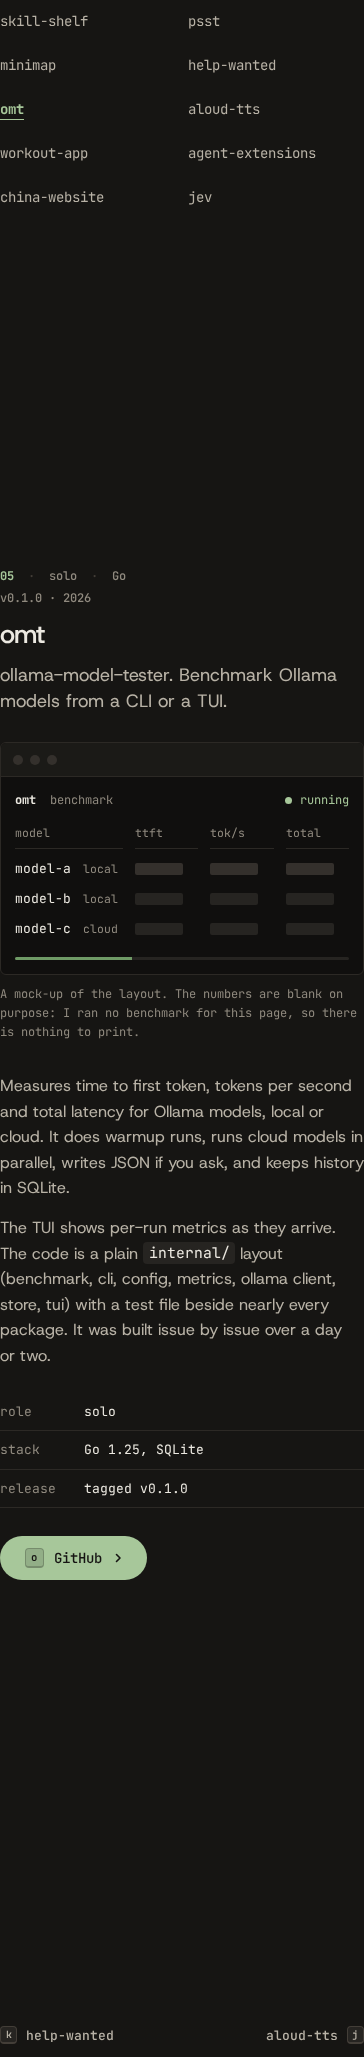 skill-shelf psst
minimap help-wanted
omt aloud-tts
workout-app agent-extensions
china-website jev
05 · solo · Go
v0.1.0 · 2026
omt
ollama-model-tester. Benchmark Ollama
models from a CLI or a TUI.
omt benchmark running
model ttft tok/s total
model-a local
model-b local
model-c cloud
A mock-up of the layout. The numbers are blank on
purpose: I ran no benchmark for this page, so there
is nothing to print.
Measures time to first token, tokens per second
and total latency for Ollama models, local or
cloud. It does warmup runs, runs cloud models in
parallel, writes JSON if you ask, and keeps history
in SQLite.
The TUI shows per-run metrics as they arrive.
The code is a plain internal/ layout
(benchmark, cli, config, metrics, ollama client,
store, tui) with a test file beside nearly every
package. It was built issue by issue over a day
or two.
role solo
stack Go 1.25, SQLite
release tagged v0.1.0
o GitHub
k help-wanted aloud-tts j